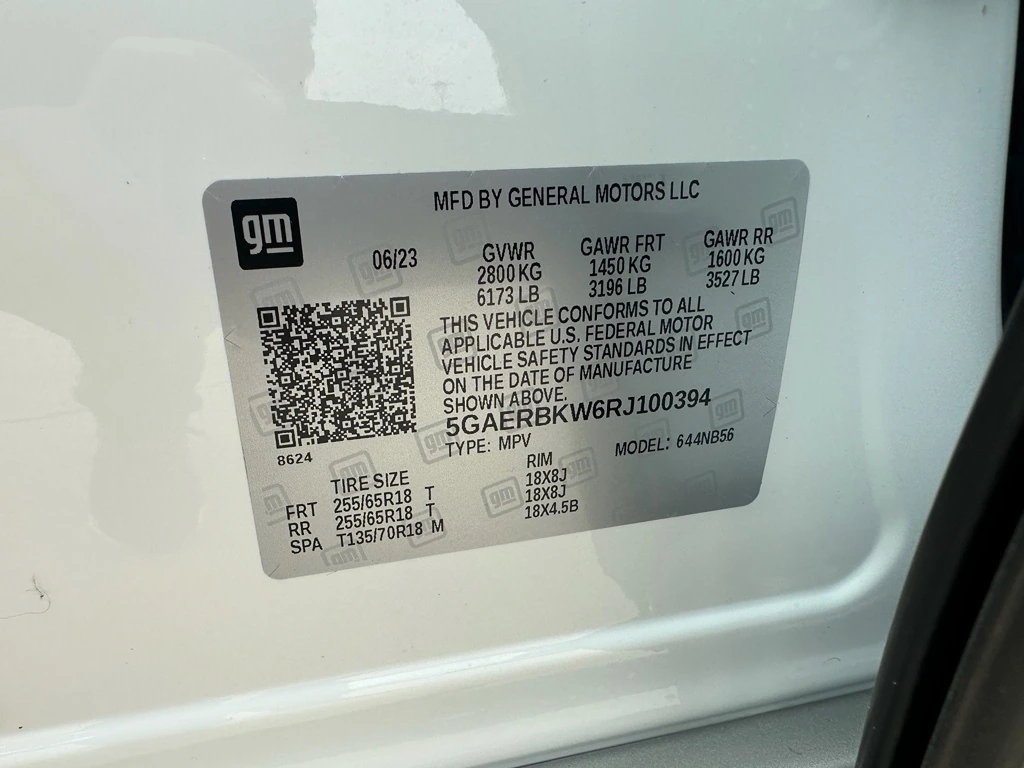 gm
MFD BY GENERAL MOTORS LLC
06/23
GVWR
2800 KG
6173 LB
GAWR FRT
1450 KG
3196 LB
GAWR RR
1600 KG
3527 LB
THIS VEHICLE CONFORMS TO ALL
APPLICABLE U.S. FEDERAL MOTOR
VEHICLE SAFETY STANDARDS IN EFFECT
ON THE DATE OF MANUFACTURE
SHOWN ABOVE.
5GAERBKW6RJ100394
TYPE: MPV MODEL: 644NB56
8624
TIRE SIZE RIM
FRT 255/65R18 T 18X8J
RR 255/65R18 T 18X8J
SPA T135/70R18 M 18X4.5B